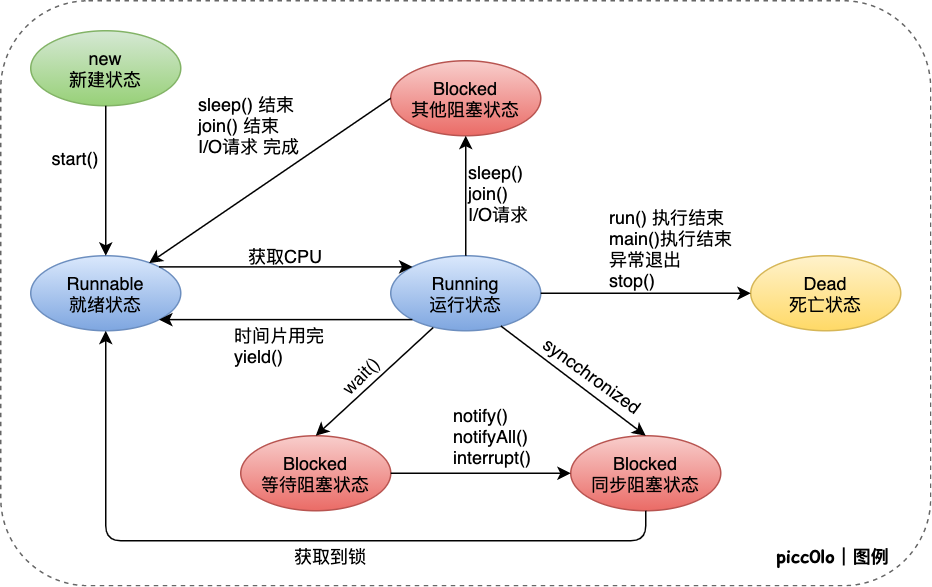 new
新建状态
Blocked
其他阻塞状态
sleep() 结束
join() 结束
I/O请求 完成
start()
sleep()
join()
I/O请求
run() 执行结束
main()执行结束
异常退出
stop()
获取CPU
Runnable
就绪状态
Running
运行状态
Dead
死亡状态
时间片用完
yield()
wait()
syncchronized
notify()
notifyAll()
interrupt()
Blocked
等待阻塞状态
Blocked
同步阻塞状态
获取到锁
picc0lo｜图例